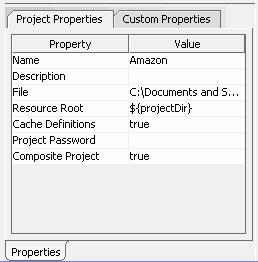 Project Properties Custom Properties
Property Value
Name Amazon
Description
File C:\Documents and S...
Resource Root ${projectDir}
Cache Definitions true
Project Password
Composite Project true
Properties